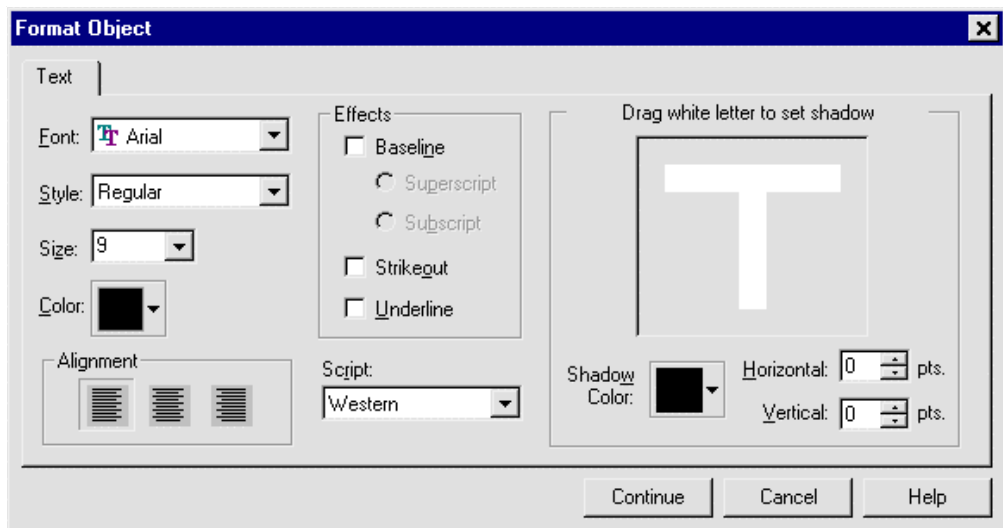 Format Object
Text
Font: Arial
Style: Regular
Size: 9
Color:
Alignment
Effects
Baseline
Superscript
Subscript
Strikeout
Underline
Script:
Western
Drag white letter to set shadow
T
Shadow Color:
Horizontal: 0 pts.
Vertical: 0 pts.
Continue Cancel Help